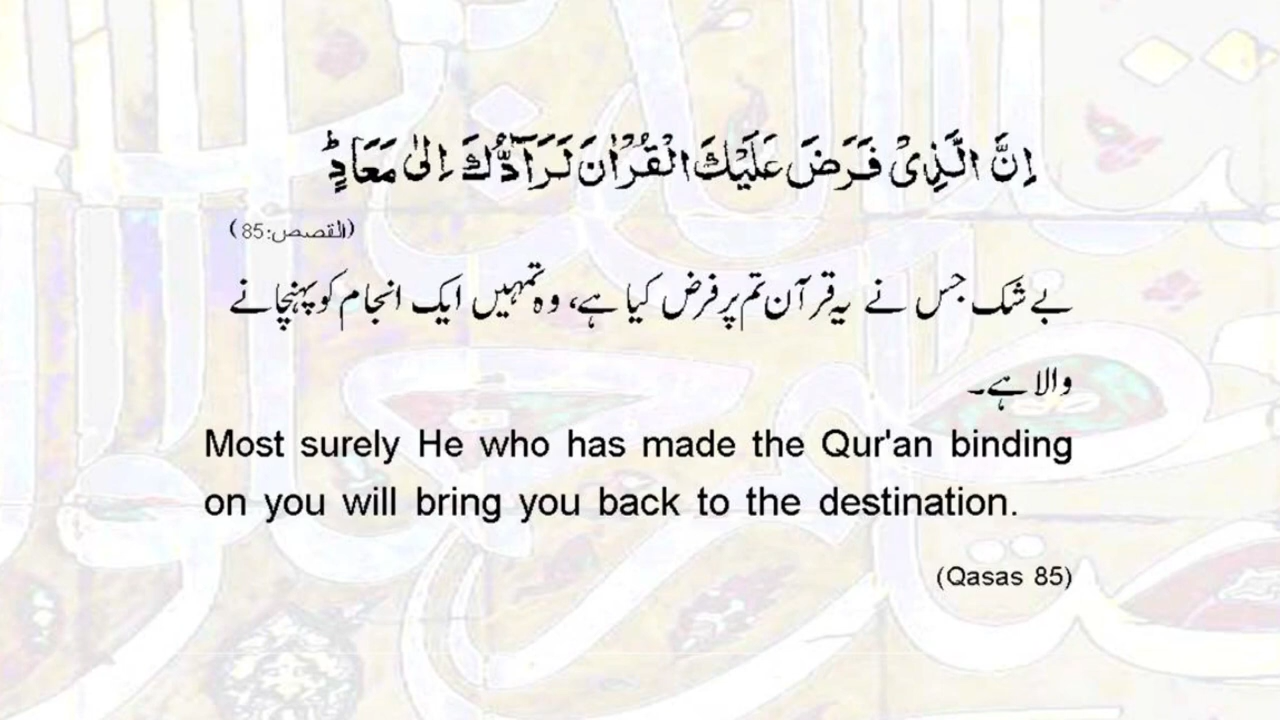 اِنَّ الَّذِیْ فَرَضَ عَلَیْكَ الْقُرْاٰنَ لَرَآدُّكَ اِلٰی مَعَادٍؕ
(القصص:85)
بے شک جس نے یہ قرآن تم پر فرض کیا ہے، وہ تمہیں ایک انجام کو پہنچانے
والا ہے۔
Most surely He who has made the Qur'an binding
on you will bring you back to the destination.
(Qasas 85)